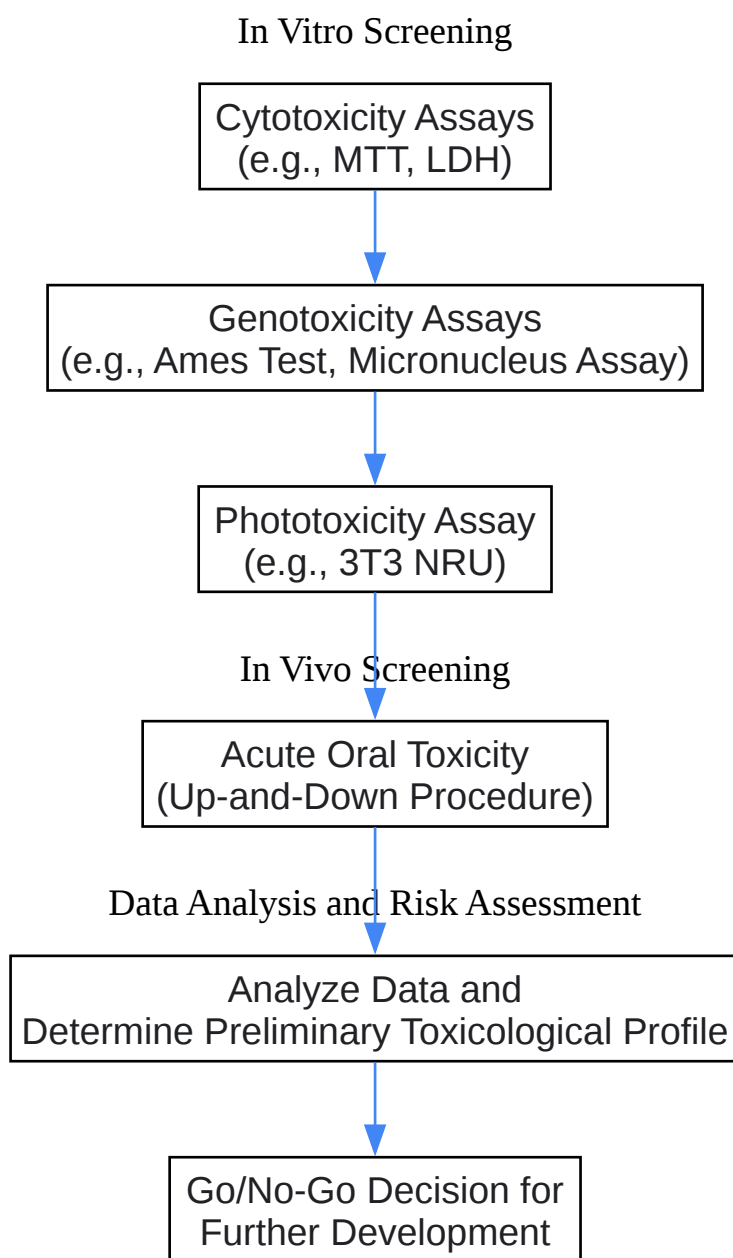 In Vitro Screening
Cytotoxicity Assays
(e.g., MTT, LDH)
Genotoxicity Assays
(e.g., Ames Test, Micronucleus Assay)
Phototoxicity Assay
(e.g., 3T3 NRU)
In Vivo Screening
Acute Oral Toxicity
(Up-and-Down Procedure)
Data Analysis and Risk Assessment
Analyze Data and
Determine Preliminary Toxicological Profile
Go/No-Go Decision for
Further Development